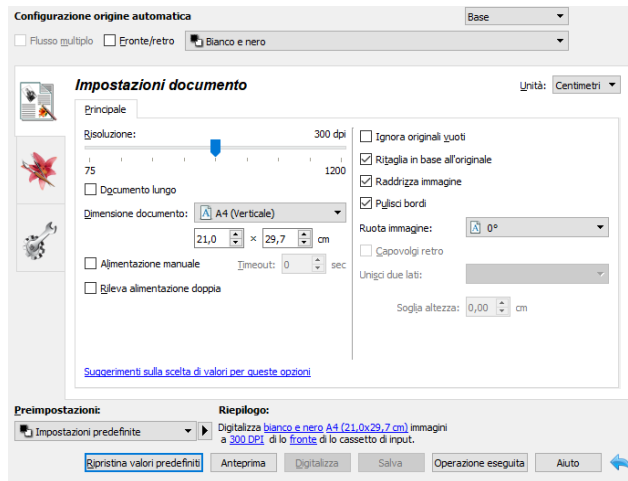 Configurazione origine automatica
Base
Flusso multiplo
Fronte/retro
Bianco e nero
Impostazioni documento
Unità:
Centimetri
Principale
Risoluzione:
300 dpi
75
1200
Documento lungo
Dimensione documento:
A4 (Verticale)
21,0 × 29,7 cm
Alimentazione manuale
Timeout: 0 sec
Rileva alimentazione doppia
Suggerimenti sulla scelta di valori per queste opzioni
Ignora originali vuoti
Ritaglia in base all'originale
Raddrizza immagine
Pulisci bordi
Ruota immagine:
0°
Capovolgi retro
Unisci due lati:
Soglia altezza: 0,00 cm
Preimpostazioni:
Impostazioni predefinite
Riepilogo:
Digitalizza bianco e nero A4 (21,0x29,7 cm) immagini
a 300 DPI di lo fronte di lo cassetto di input.
Ripristina valori predefiniti
Anteprima
Digitalizza
Salva
Operazione eseguita
Aiuto